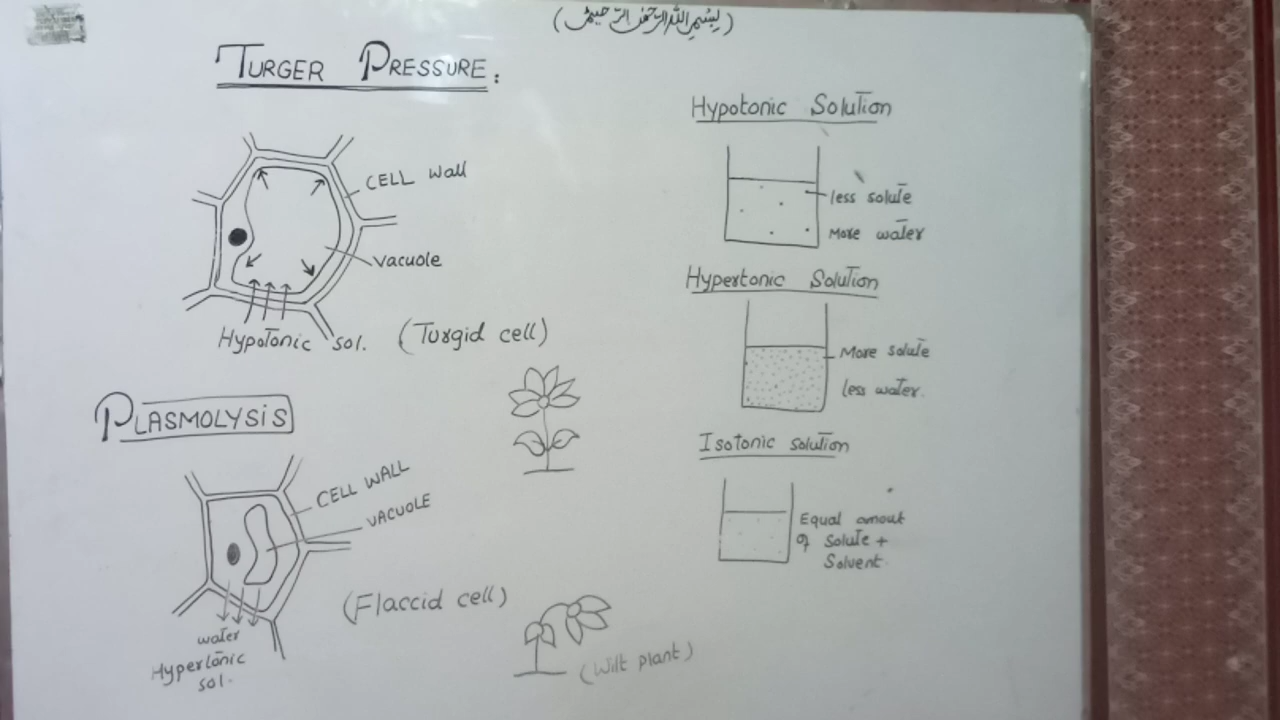 (بسم الله الرحمن الرحيم)
TURGER PRESSURE.
CELL Wall
Vacuole
Hypotonic sol.
(Turgid cell)
PLASMOLYSIS
CELL WALL
VACUOLE
water
Hypertonic
sol.
(Flaccid cell)
(Wilt plant)
Hypotonic Solution
less solute
More water
Hypertonic Solution
More solute
less water.
Isotonic solution
Equal amout
of Solute +
Solvent.